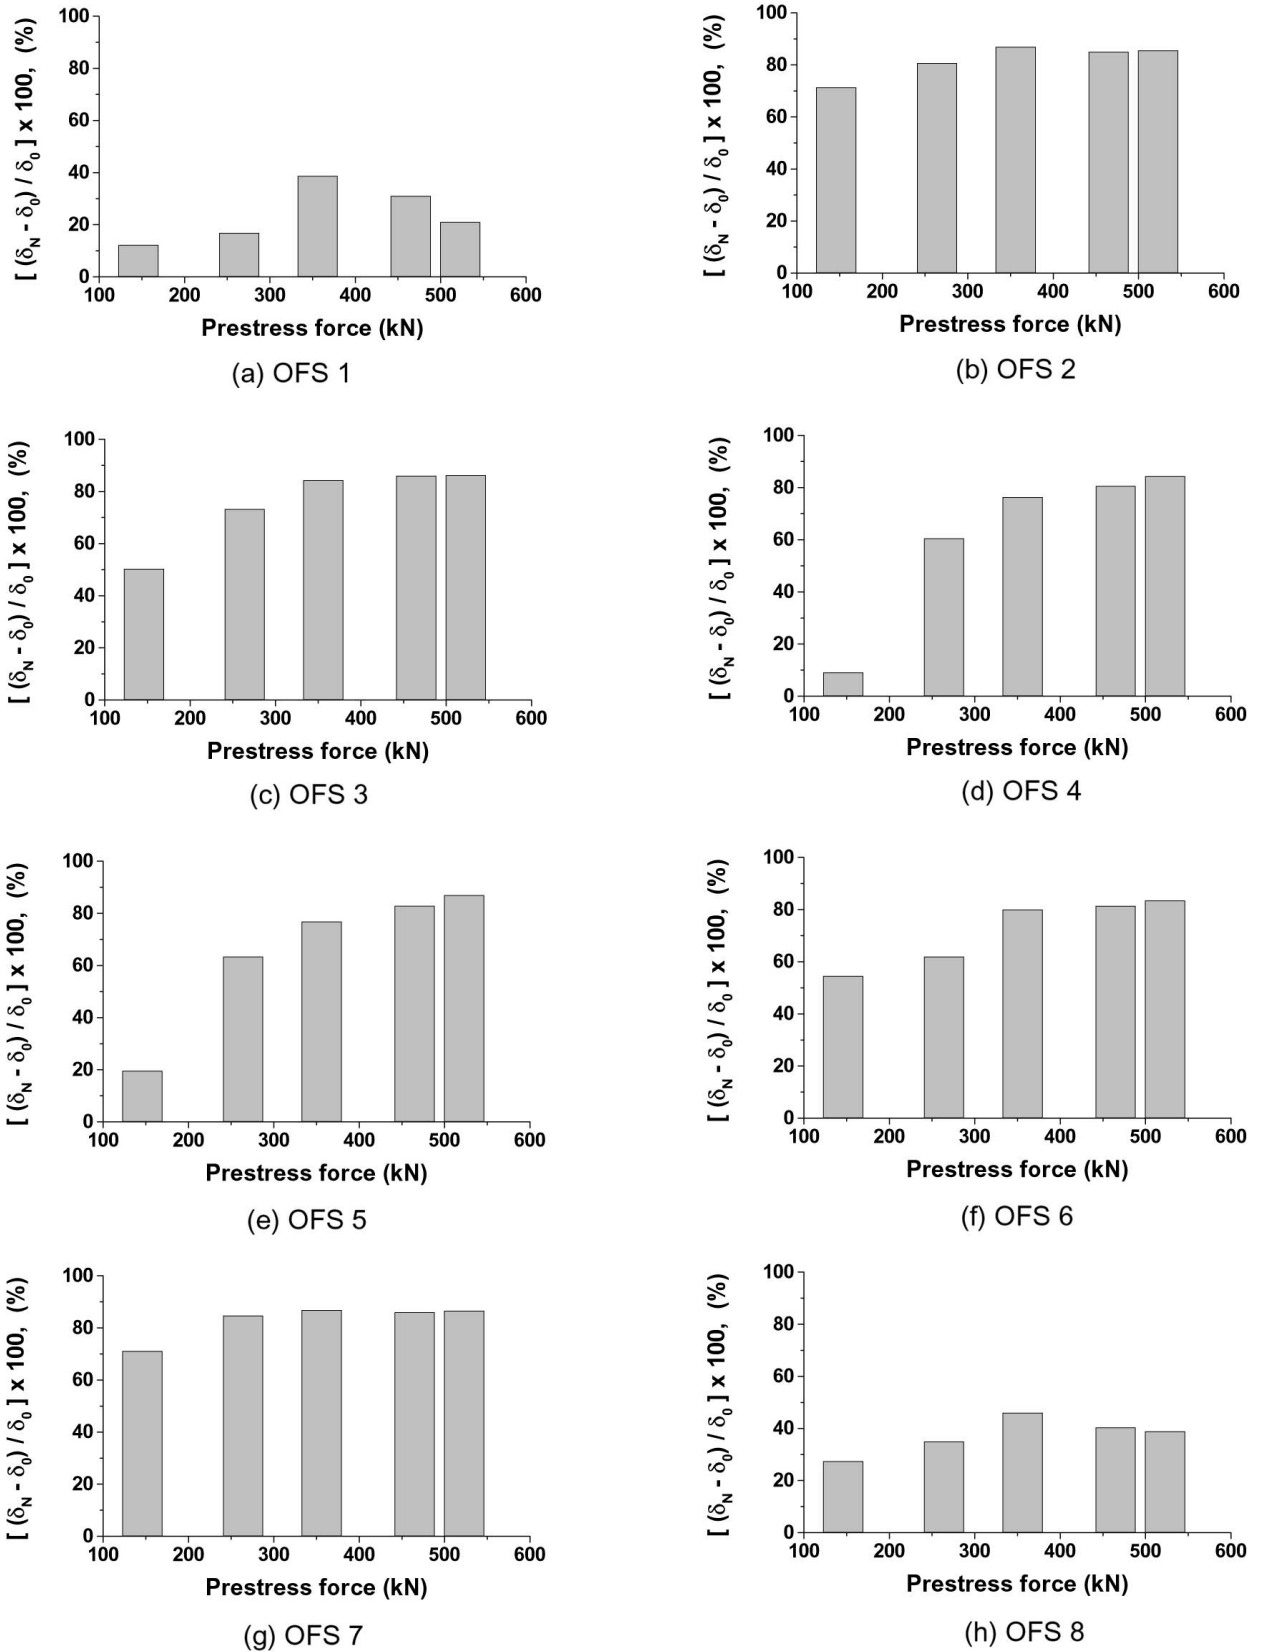 [ (δN - δ0) / δ0 ] x 100, (%)
100
80
60
40
20
0
100 200 300 400 500 600
Prestress force (kN)
(a) OFS 1
[ (δN - δ0) / δ0 ] x 100, (%)
100
80
60
40
20
0
100 200 300 400 500 600
Prestress force (kN)
(b) OFS 2
[ (δN - δ0) / δ0 ] x 100, (%)
100
80
60
40
20
0
100 200 300 400 500 600
Prestress force (kN)
(c) OFS 3
[ (δN - δ0) / δ0 ] x 100, (%)
100
80
60
40
20
0
100 200 300 400 500 600
Prestress force (kN)
(d) OFS 4
[ (δN - δ0) / δ0 ] x 100, (%)
100
80
60
40
20
0
100 200 300 400 500 600
Prestress force (kN)
(e) OFS 5
[ (δN - δ0) / δ0 ] x 100, (%)
100
80
60
40
20
0
100 200 300 400 500 600
Prestress force (kN)
(f) OFS 6
[ (δN - δ0) / δ0 ] x 100, (%)
100
80
60
40
20
0
100 200 300 400 500 600
Prestress force (kN)
(g) OFS 7
[ (δN - δ0) / δ0 ] x 100, (%)
100
80
60
40
20
0
100 200 300 400 500 600
Prestress force (kN)
(h) OFS 8